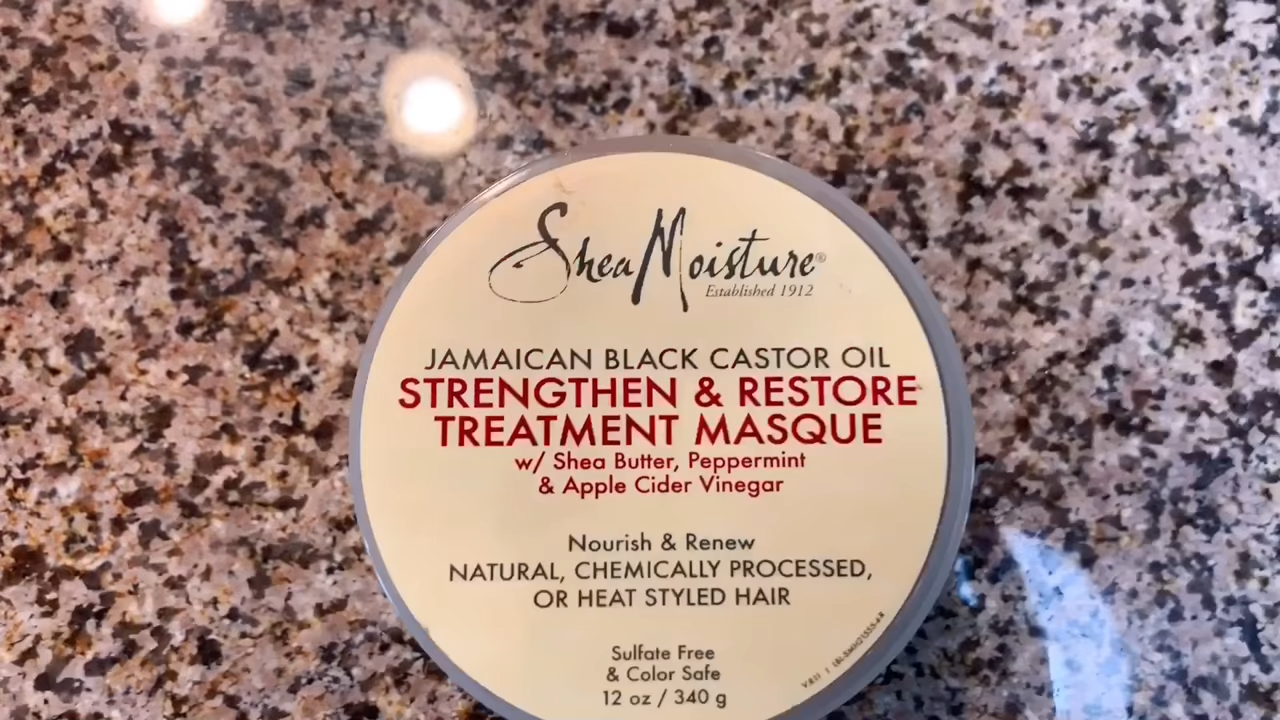 SheaMoisture®
Established 1912
JAMAICAN BLACK CASTOR OIL
STRENGTHEN & RESTORE
TREATMENT MASQUE
w/ Shea Butter, Peppermint
& Apple Cider Vinegar
Nourish & Renew
NATURAL, CHEMICALLY PROCESSED,
OR HEAT STYLED HAIR
Sulfate Free
& Color Safe
12 oz / 340 g